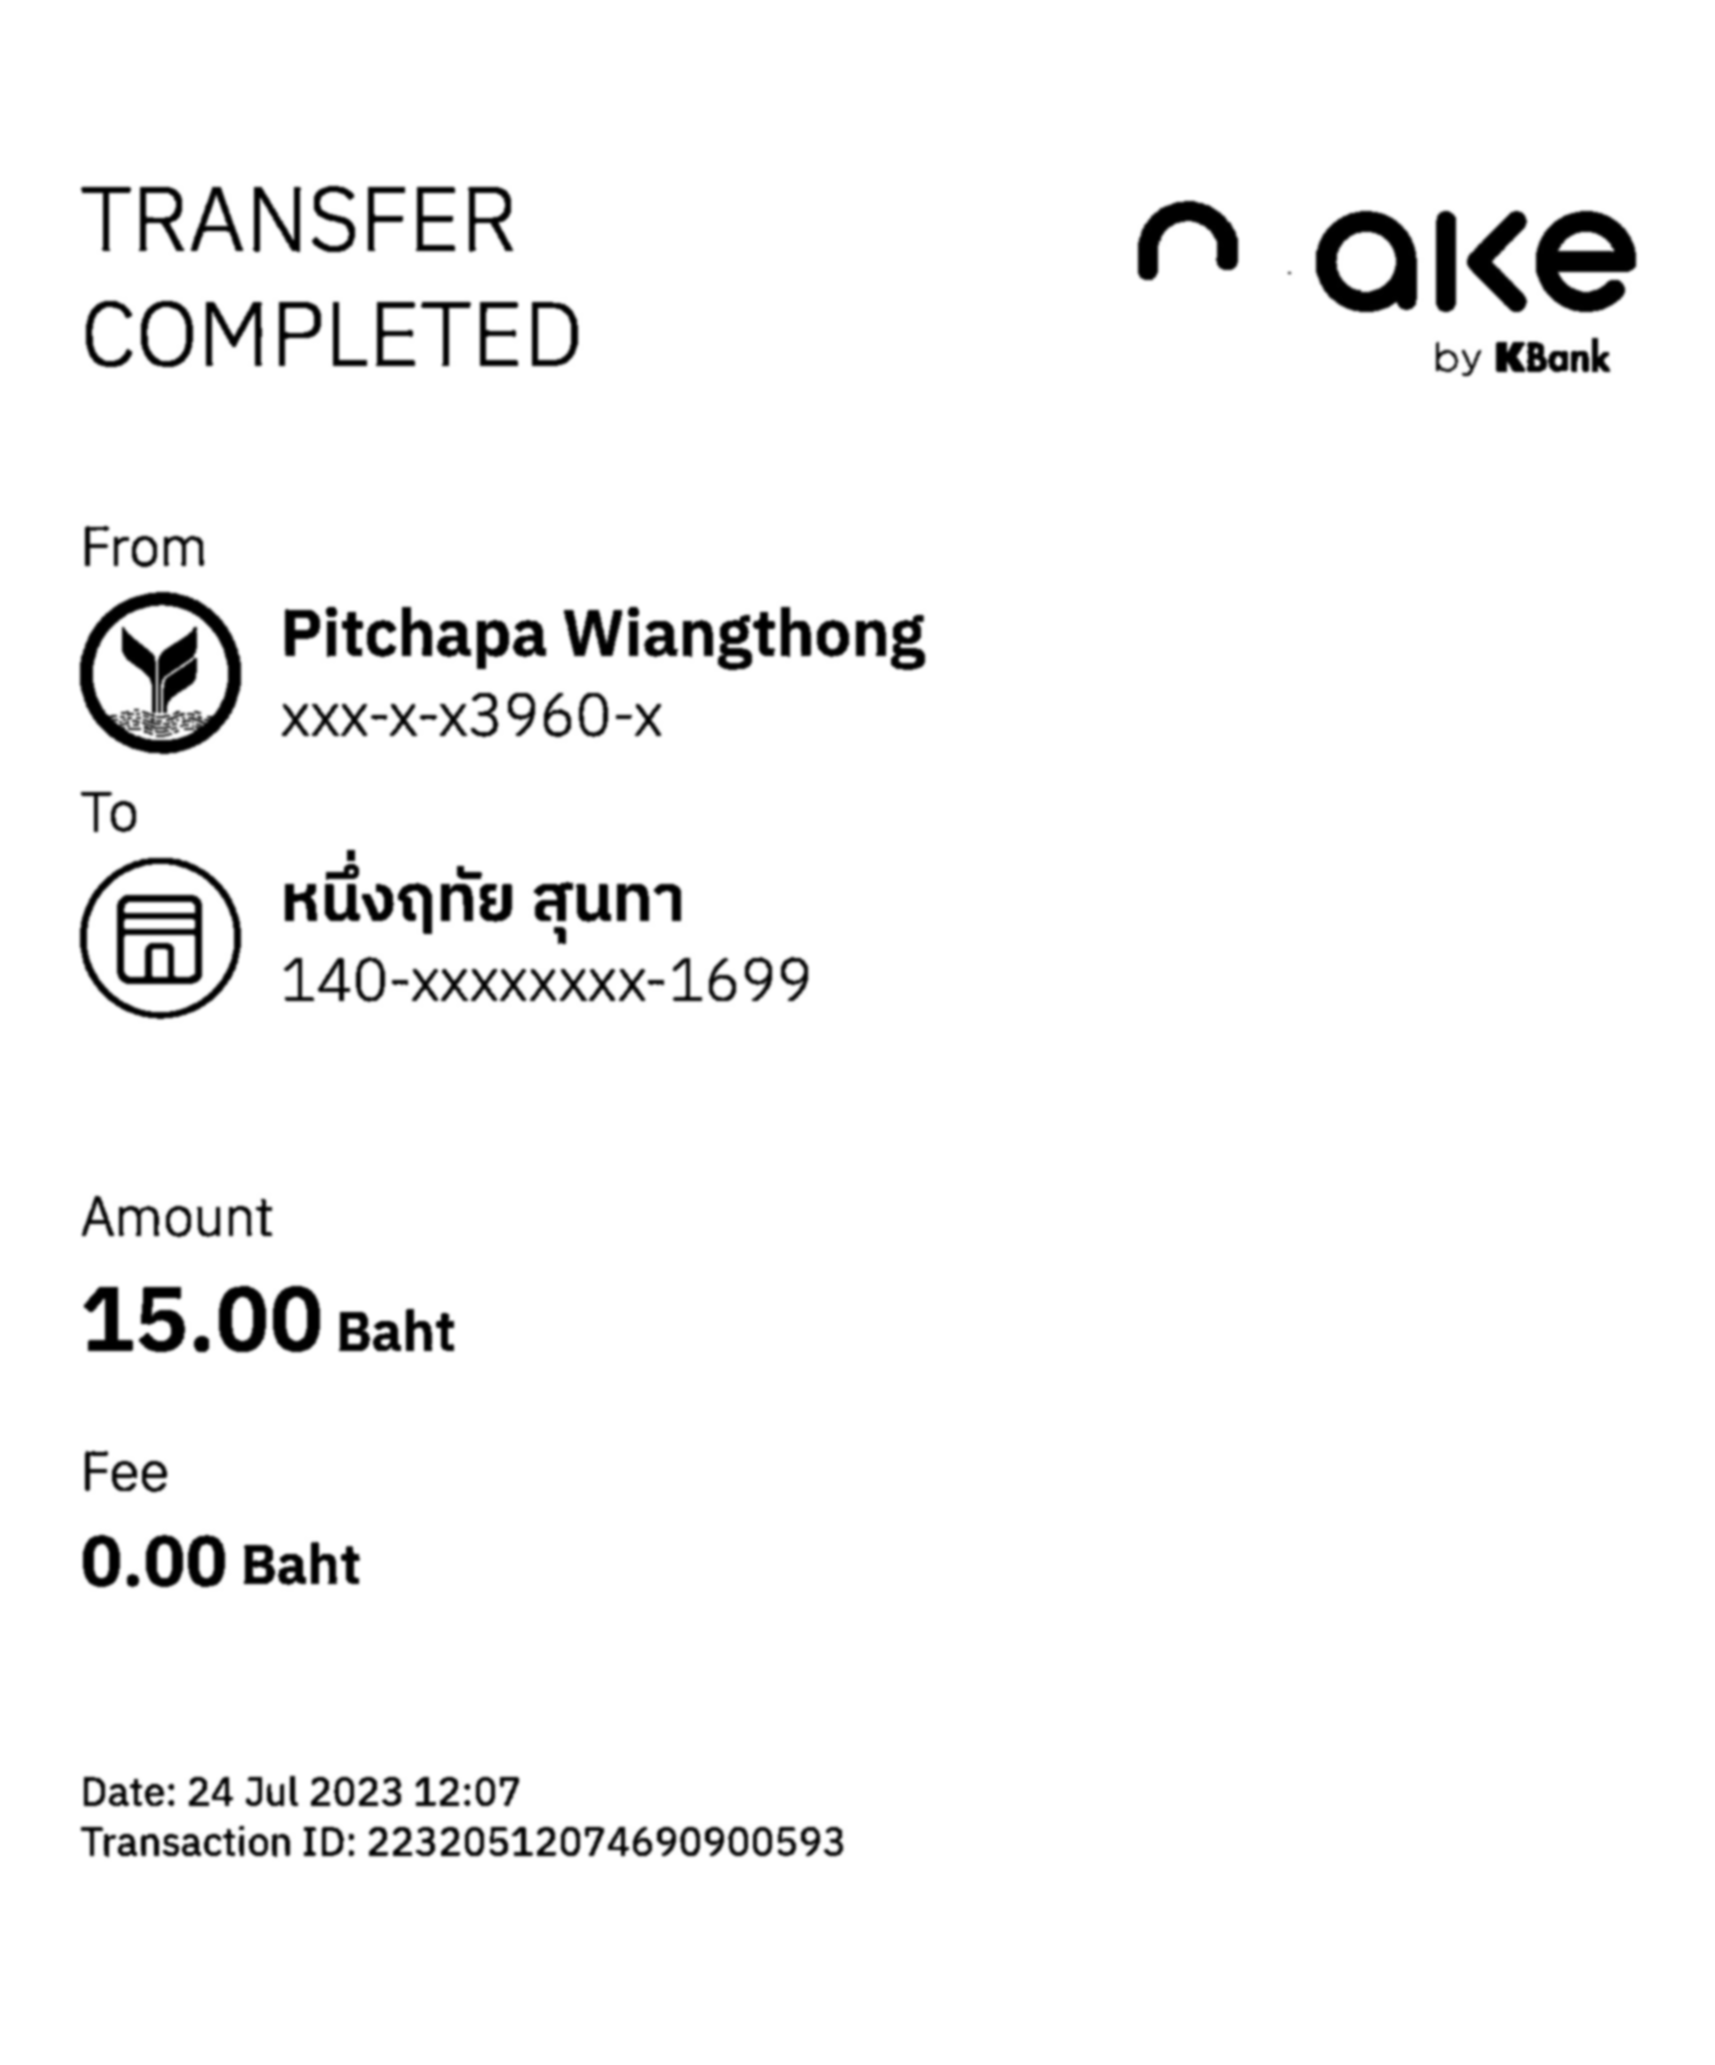 TRANSFER
COMPLETED
ake
by KBank
From
Pitchapa Wiangthong
xxx-x-x3960-x
To
หนึ่งฤทัย สุนทา
140-xxxxxxxx-1699
Amount
15.00 Baht
Fee
0.00 Baht
Date: 24 Jul 2023 12:07
Transaction ID: 22320512074690900593